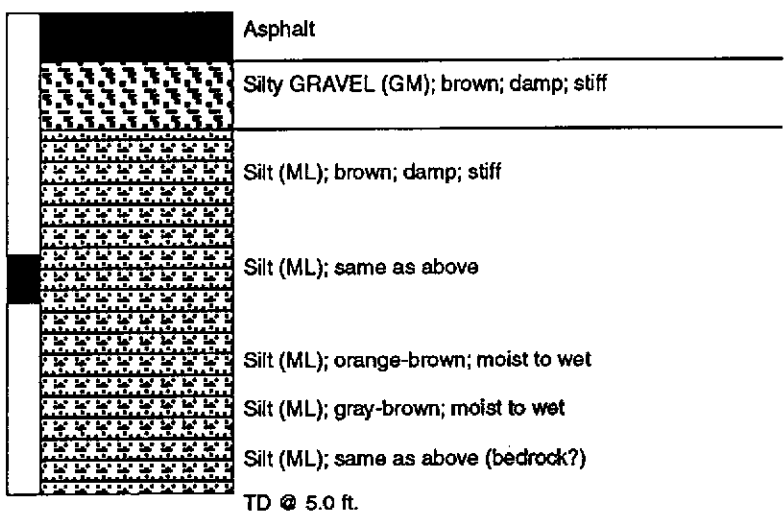 Asphalt
Silty GRAVEL (GM); brown; damp; stiff
Silt (ML); brown; damp; stiff
Silt (ML); same as above
Silt (ML); orange-brown; moist to wet
Silt (ML); gray-brown; moist to wet
Silt (ML); same as above (bedrock?)
TD @ 5.0 ft.